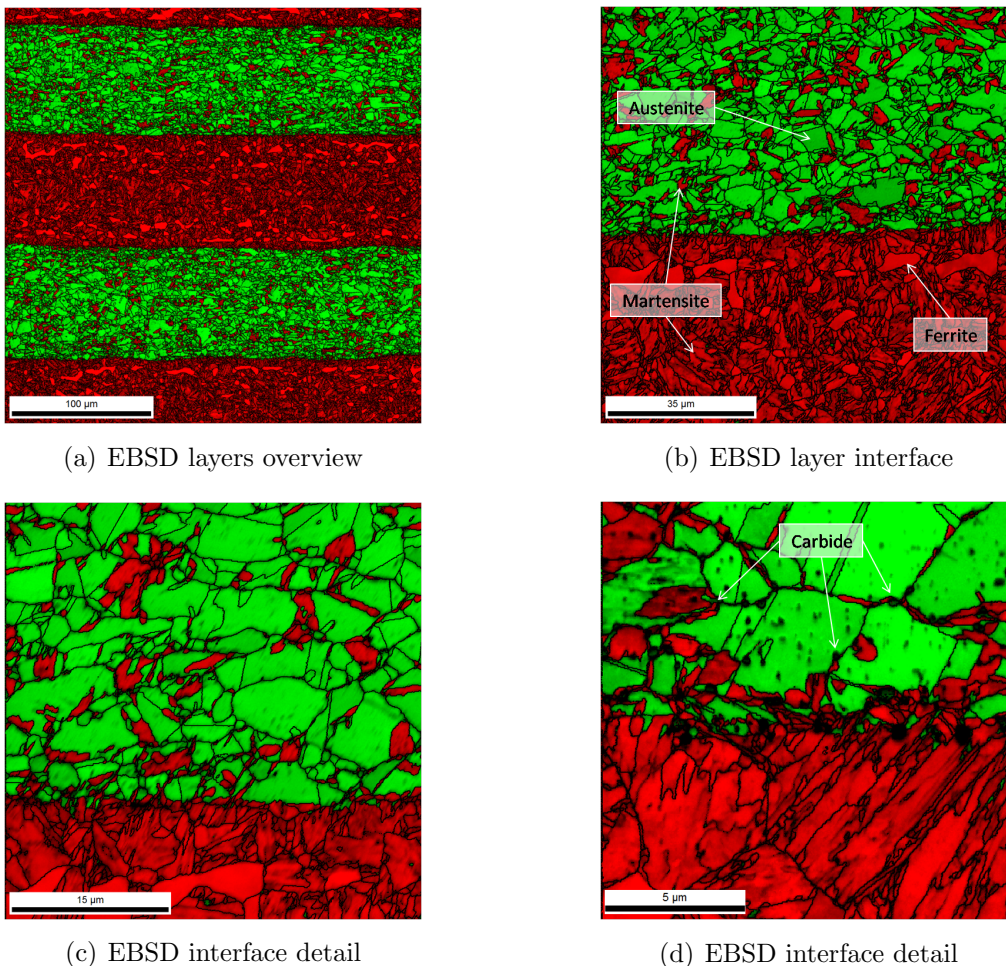 Austenite
Martensite
Ferrite
100 µm
35 µm
(a) EBSD layers overview
(b) EBSD layer interface
Carbide
15 µm
5 µm
(c) EBSD interface detail
(d) EBSD interface detail